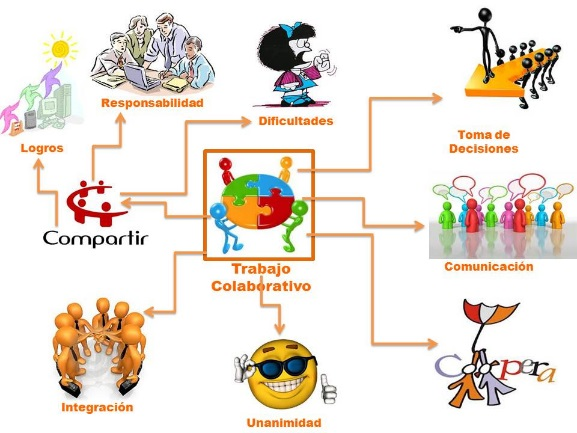 Responsabilidad
Dificultades
Logros
Toma de
Decisiones
Compartir
Comunicación
Trabajo
Colaborativo
Coopera
Integración
Unanimidad